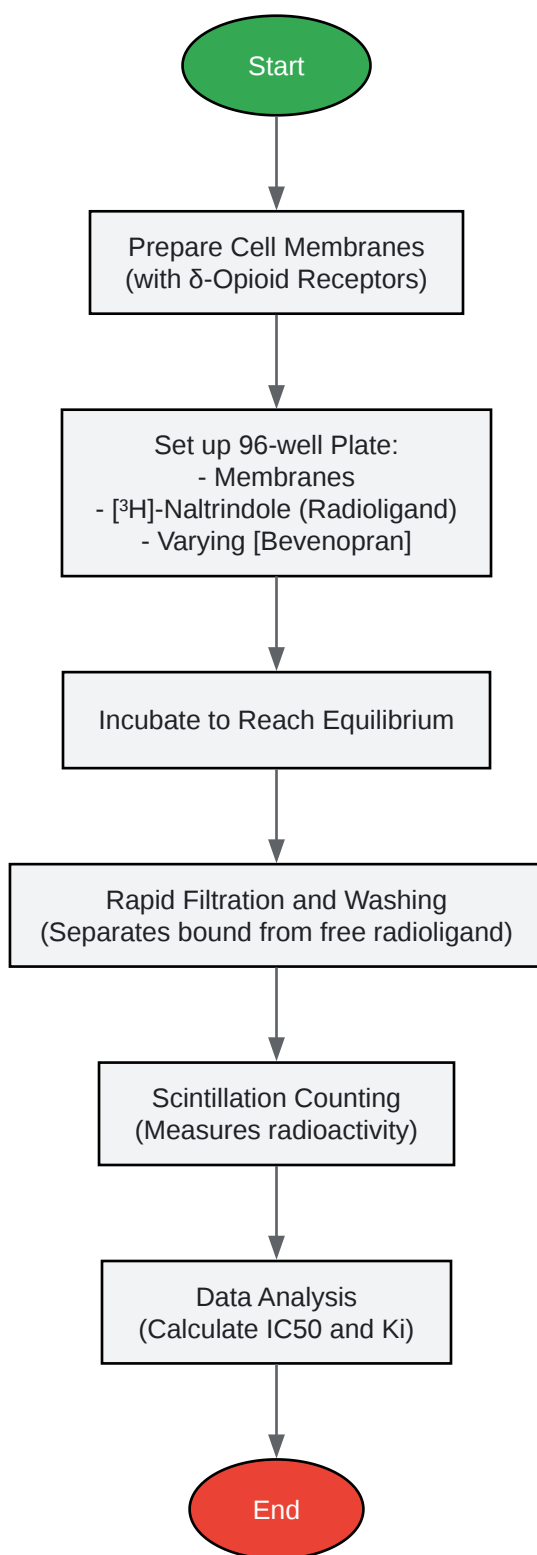 Start
Prepare Cell Membranes
(with δ-Opioid Receptors)
Set up 96-well Plate:
- Membranes
- [³H]-Naltrindole (Radioligand)
- Varying [Bevenopran]
Incubate to Reach Equilibrium
Rapid Filtration and Washing
(Separates bound from free radioligand)
Scintillation Counting
(Measures radioactivity)
Data Analysis
(Calculate IC50 and Ki)
End